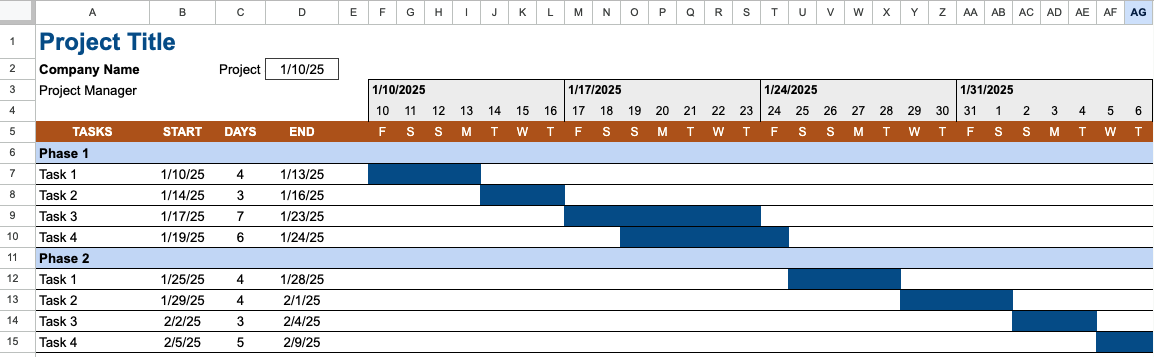 A B C D E F G H I J K L M N O P Q R S T U V W X Y Z AA AB AC AD AE AF AG
1 Project Title
2 Company Name Project 1/10/25
3 Project Manager 1/10/2025 1/17/2025 1/24/2025 1/31/2025
4 10 11 12 13 14 15 16 17 18 19 20 21 22 23 24 25 26 27 28 29 30 31 1 2 3 4 5 6
5 TASKS START DAYS END F S S M T W T F S S M T W T F S S M T W T F S S M T W T
6 Phase 1
7 Task 1 1/10/25 4 1/13/25
8 Task 2 1/14/25 3 1/16/25
9 Task 3 1/17/25 7 1/23/25
10 Task 4 1/19/25 6 1/24/25
11 Phase 2
12 Task 1 1/25/25 4 1/28/25
13 Task 2 1/29/25 4 2/1/25
14 Task 3 2/2/25 3 2/4/25
15 Task 4 2/5/25 5 2/9/25